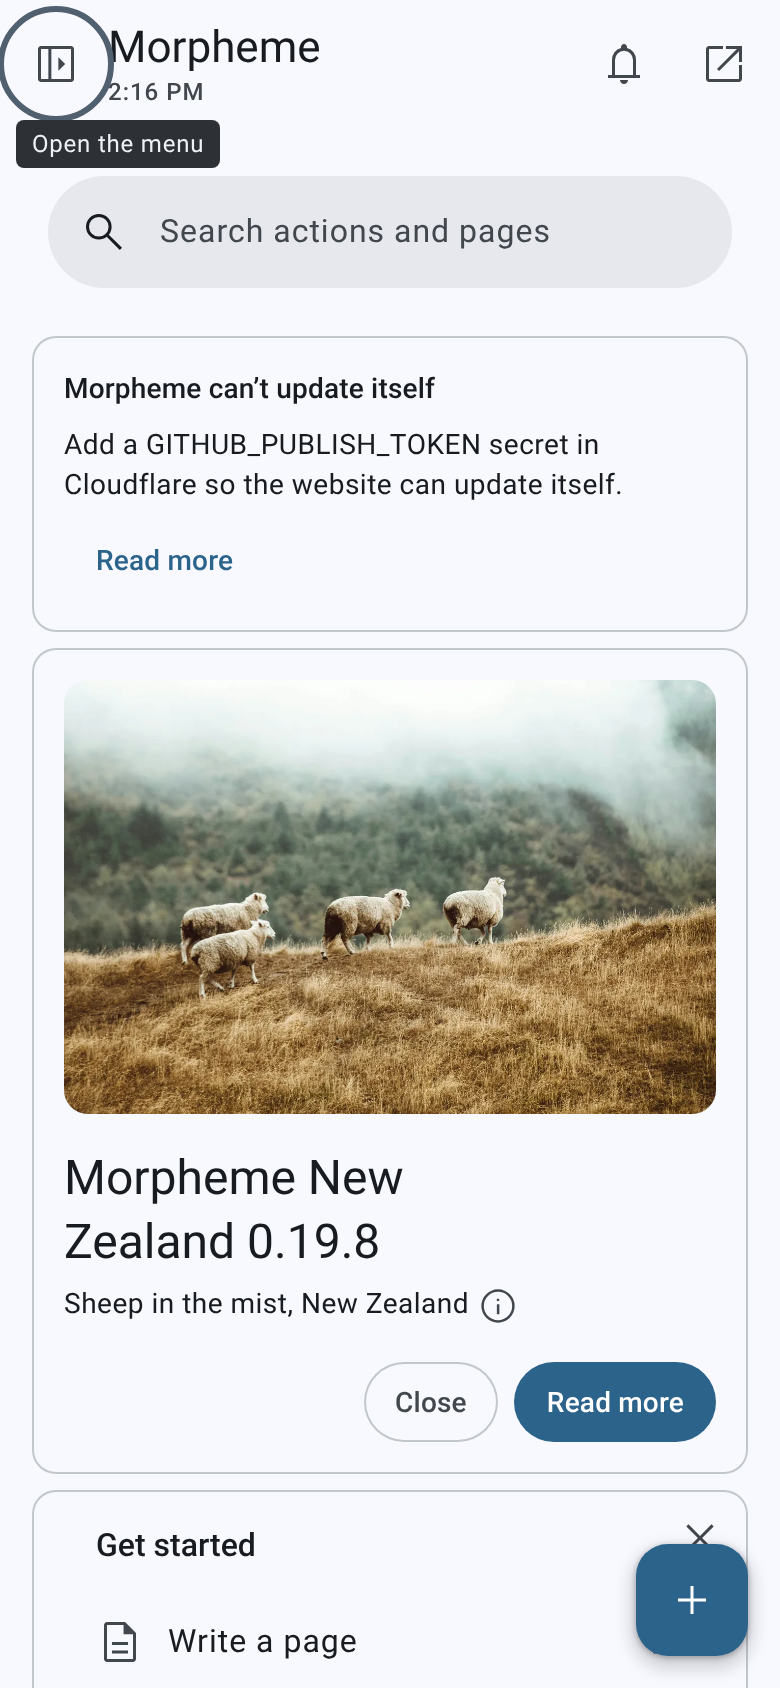 Morpheme
2:16 PM
Open the menu
Search actions and pages
Morpheme can’t update itself
Add a GITHUB_PUBLISH_TOKEN secret in
Cloudflare so the website can update itself.
Read more
Morpheme New
Zealand 0.19.8
Sheep in the mist, New Zealand
Close
Read more
Get started
Write a page